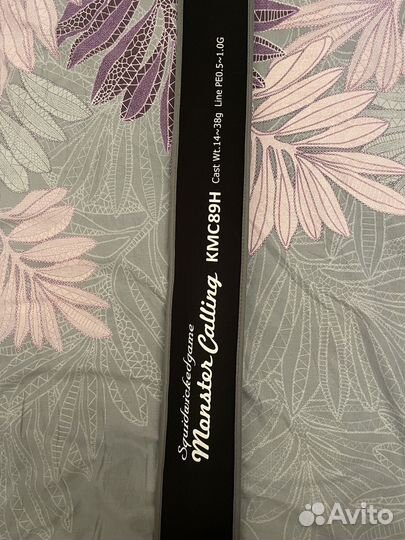 Squidwickedgame
Monster Calling KMC89H Cast Wt.14~38g Line PE0.5~1.0G
Avito